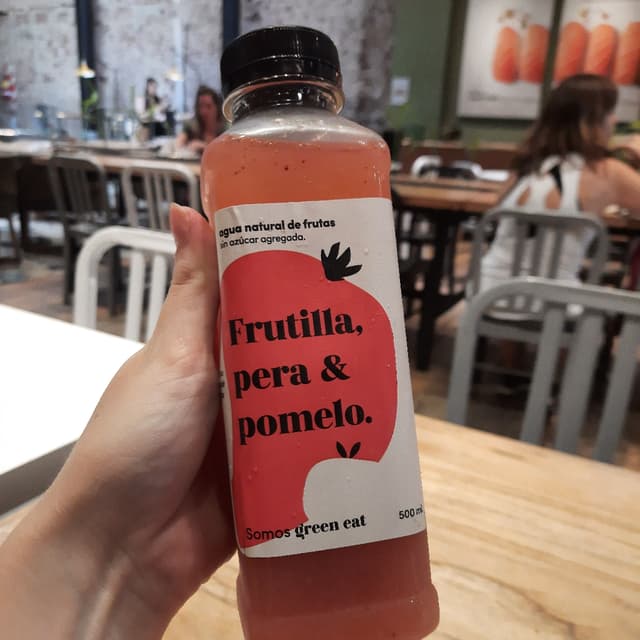 agua natural de frutas
sin azúcar agregada.
Frutilla,
pera &
pomelo.
Somos green eat
500 ml